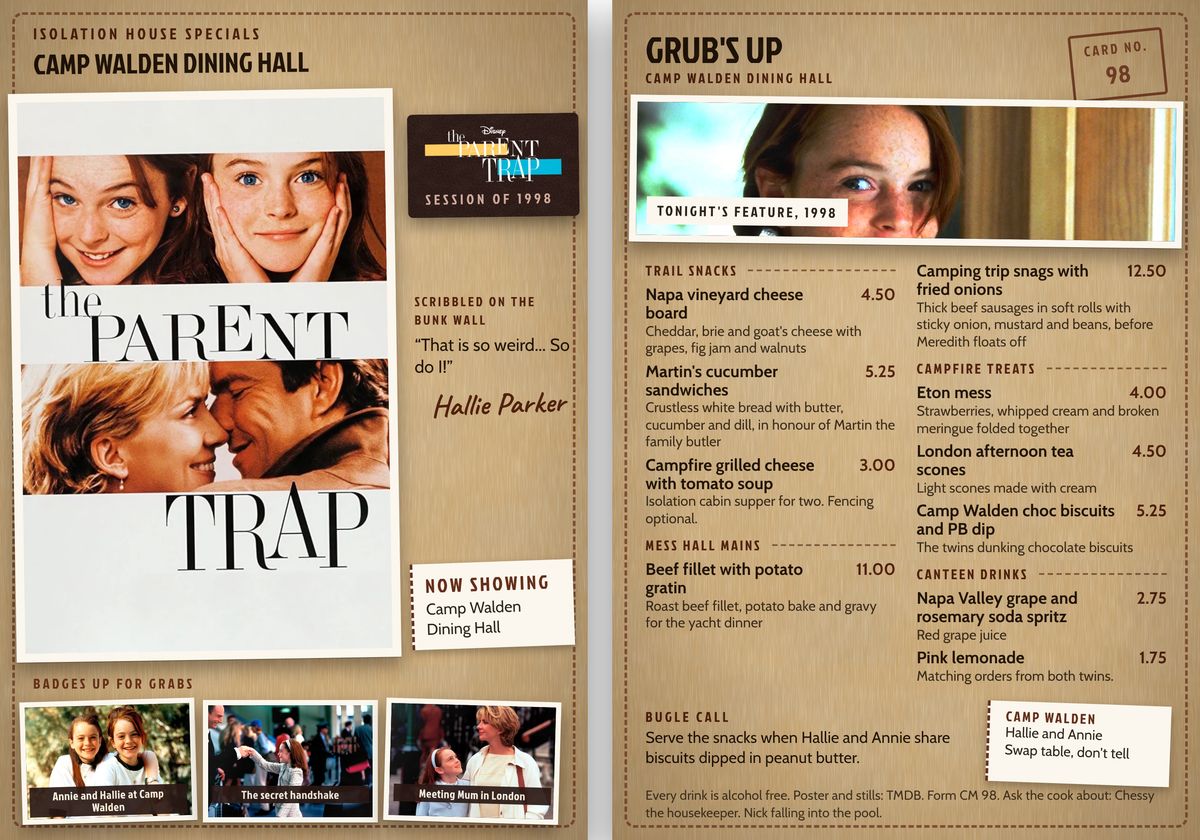 ISOLATION HOUSE SPECIALS
CAMP WALDEN DINING HALL
the
PARENT
TRAP
Disney
the
PARENT
TRAP
SESSION OF 1998
SCRIBBLED ON THE
BUNK WALL
“That is so weird... So
do I!”
Hallie Parker
NOW SHOWING
Camp Walden
Dining Hall
BADGES UP FOR GRABS
Annie and Hallie at Camp
Walden
The secret handshake
Meeting Mum in London
GRUB'S UP
CAMP WALDEN DINING HALL
CARD NO.
98
TONIGHT'S FEATURE, 1998
TRAIL SNACKS
Napa vineyard cheese 4.50
board
Cheddar, brie and goat's cheese with
grapes, fig jam and walnuts
Martin's cucumber 5.25
sandwiches
Crustless white bread with butter,
cucumber and dill, in honour of Martin the
family butler
Campfire grilled cheese 3.00
with tomato soup
Isolation cabin supper for two. Fencing
optional.
MESS HALL MAINS
Beef fillet with potato 11.00
gratin
Roast beef fillet, potato bake and gravy
for the yacht dinner
Camping trip snags with 12.50
fried onions
Thick beef sausages in soft rolls with
sticky onion, mustard and beans, before
Meredith floats off
CAMPFIRE TREATS
Eton mess 4.00
Strawberries, whipped cream and broken
meringue folded together
London afternoon tea 4.50
scones
Light scones made with cream
Camp Walden choc biscuits 5.25
and PB dip
The twins dunking chocolate biscuits
CANTEEN DRINKS
Napa Valley grape and 2.75
rosemary soda spritz
Red grape juice
Pink lemonade 1.75
Matching orders from both twins.
BUGLE CALL
Serve the snacks when Hallie and Annie share
biscuits dipped in peanut butter.
CAMP WALDEN
Hallie and Annie
Swap table, don't tell
Every drink is alcohol free. Poster and stills: TMDB. Form CM 98. Ask the cook about: Chessy
the housekeeper. Nick falling into the pool.